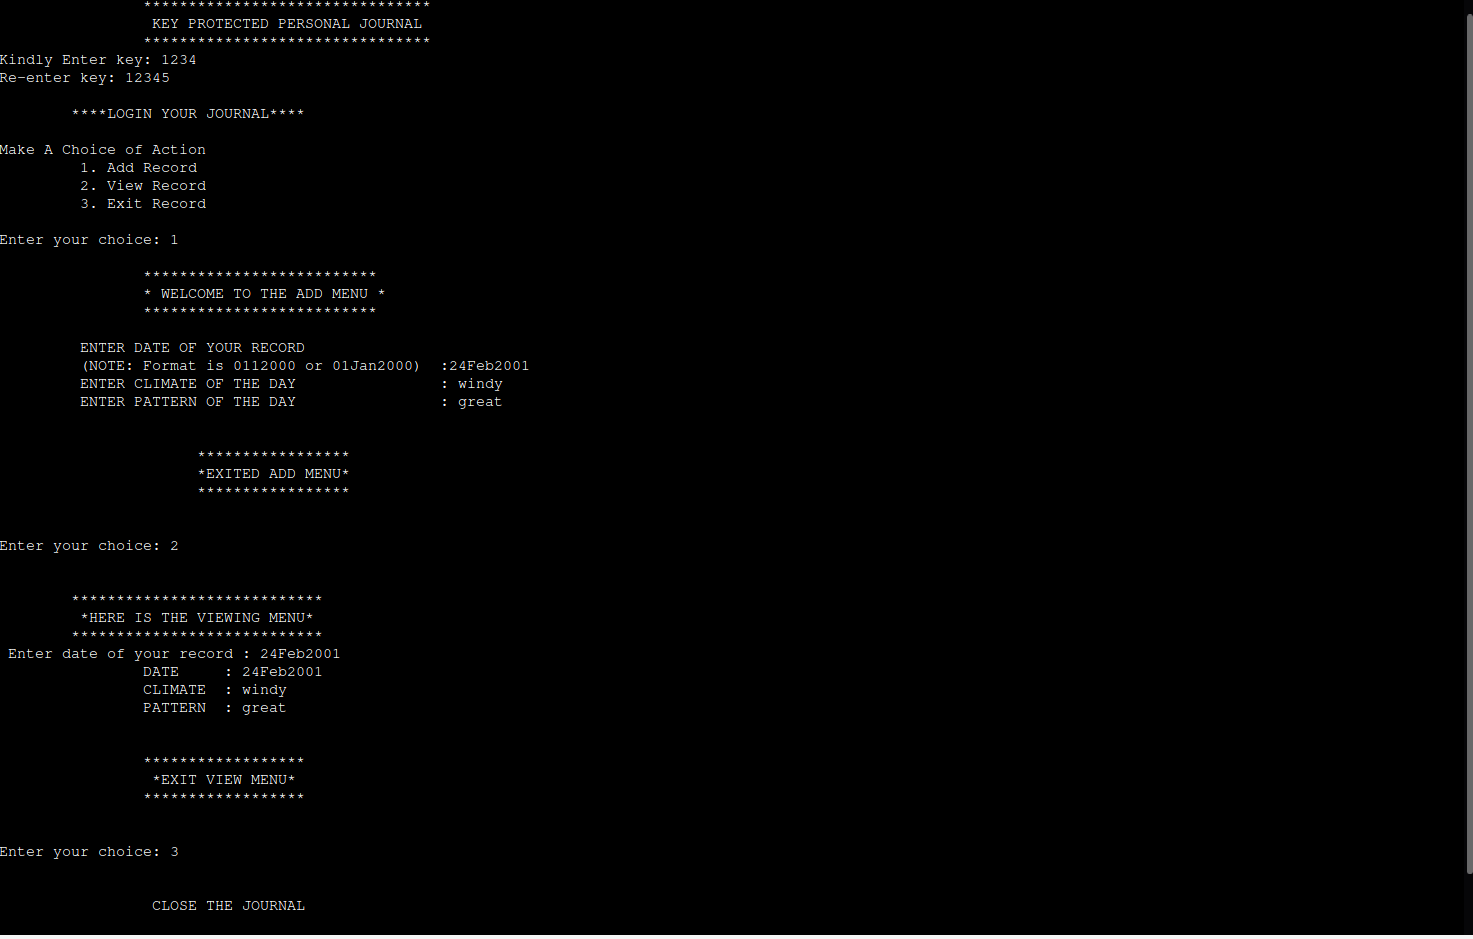 ********************************
KEY PROTECTED PERSONAL JOURNAL
********************************
Kindly Enter key: 1234
Re-enter key: 12345
****LOGIN YOUR JOURNAL****
Make A Choice of Action
1. Add Record
2. View Record
3. Exit Record
Enter your choice: 1
**************************
* WELCOME TO THE ADD MENU *
**************************
ENTER DATE OF YOUR RECORD
(NOTE: Format is 0112000 or 01Jan2000) :24Feb2001
ENTER CLIMATE OF THE DAY : windy
ENTER PATTERN OF THE DAY : great
*****************
*EXITED ADD MENU*
*****************
Enter your choice: 2
****************************
*HERE IS THE VIEWING MENU*
****************************
Enter date of your record : 24Feb2001
DATE : 24Feb2001
CLIMATE : windy
PATTERN : great
******************
*EXIT VIEW MENU*
******************
Enter your choice: 3
CLOSE THE JOURNAL